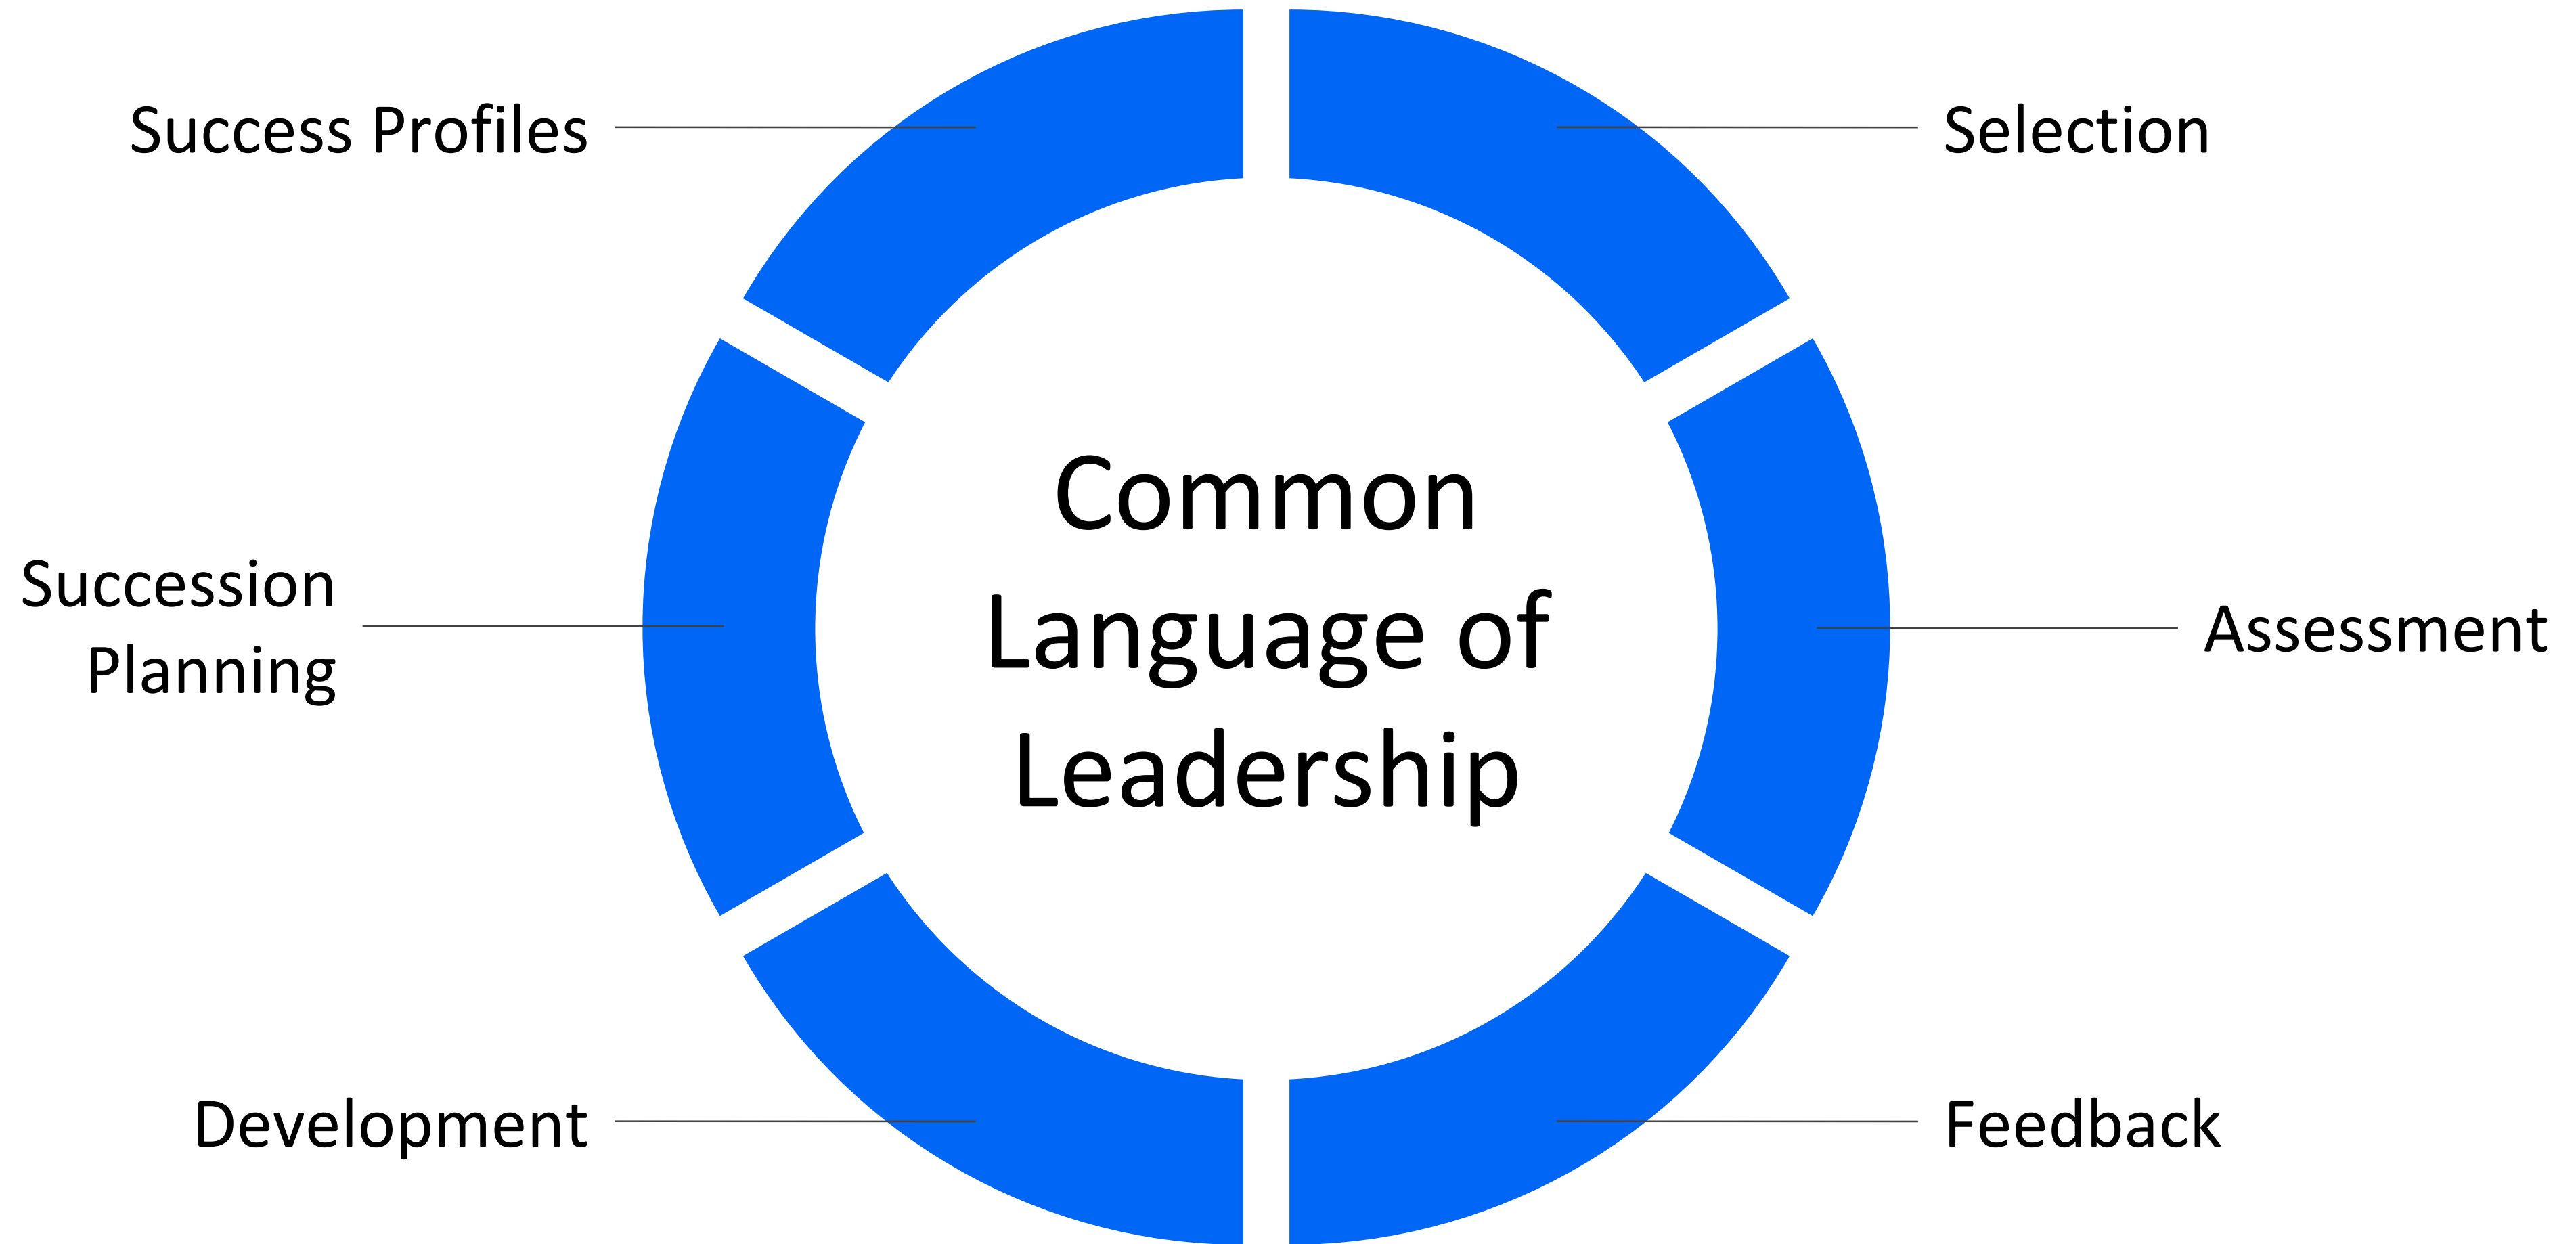 Success Profiles
Selection
Common
Language of
Leadership
Succession
Planning
Assessment
Development
Feedback